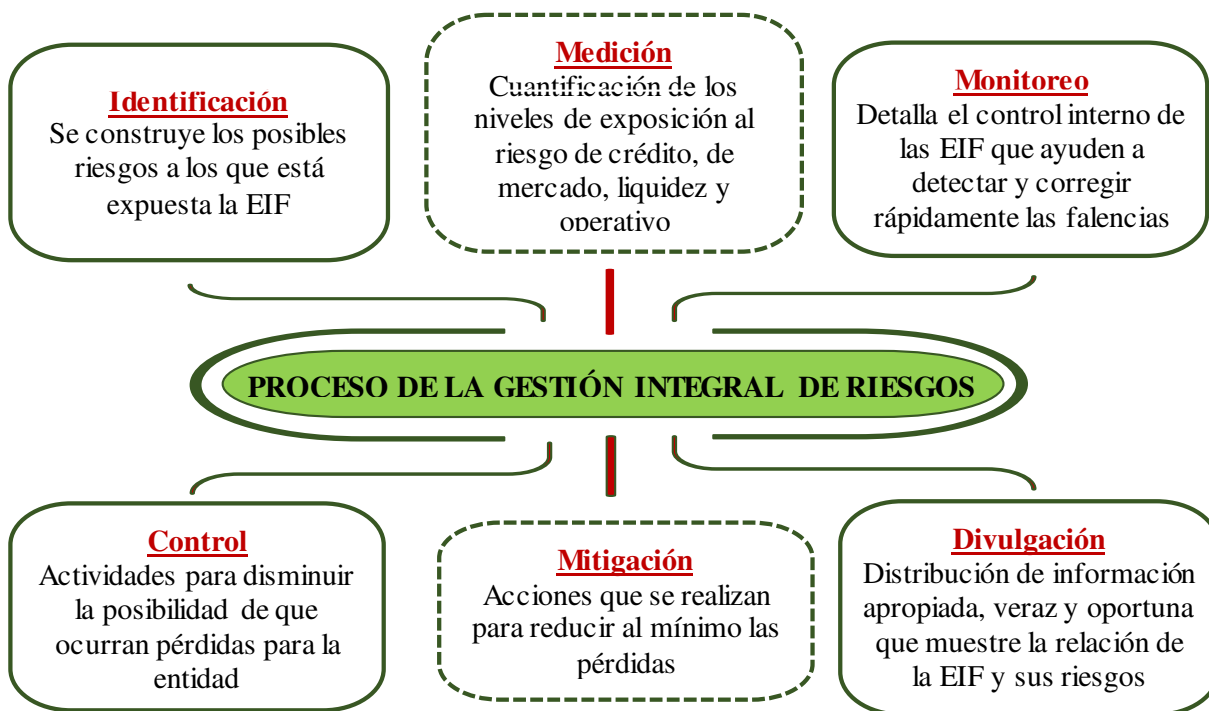 Identificación
Se construye los posibles
riesgos a los que está
expuesta la EIF
Medición
Cuantificación de los
niveles de exposición al
riesgo de crédito, de
mercado, liquidez y
operativo
Monitoreo
Detalla el control interno de
las EIF que ayuden a
detectar y corregir
rápidamente las falencias
PROCESO DE LA GESTIÓN INTEGRAL DE RIESGOS
Control
Actividades para disminuir
la posibilidad de que
ocurran pérdidas para la
entidad
Mitigación
Acciones que se realizan
para reducir al mínimo las
pérdidas
Divulgación
Distribución de información
apropiada, veraz y oportuna
que muestre la relación de
la EIF y sus riesgos